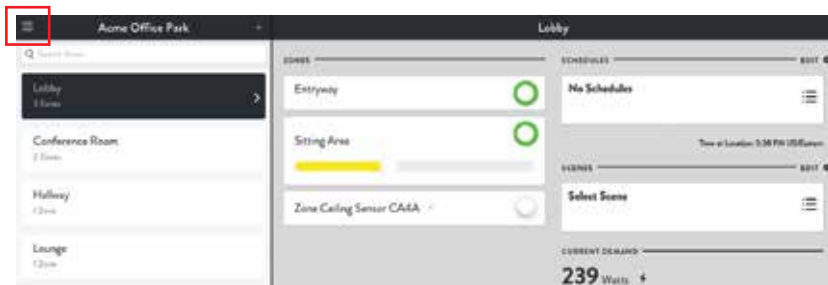 Acme Office Park +
Lobby
Search Rooms
Lobby
3 Zones
Conference Room
2 Zones
Hallway
1 Zone
Lounge
1 Zone
ZONES
Entryway
Sitting Area
Zone Ceiling Sensor CA4A
SCHEDULES
EDIT
No Schedules
Time at Location: 5:38 PM US/Eastern
SCENES
EDIT
Select Scene
CURRENT DEMAND
239 Watts